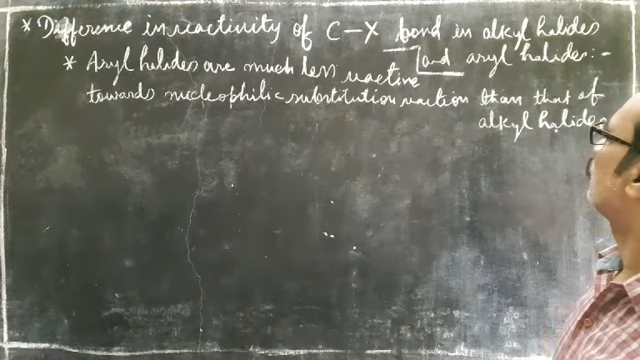 * Difference in reactivity of C-X bond in alkyl halides
and aryl halides:-
* Aryl halides are much less reactive
towards nucleophilic substitution reaction than that of
alkyl halides